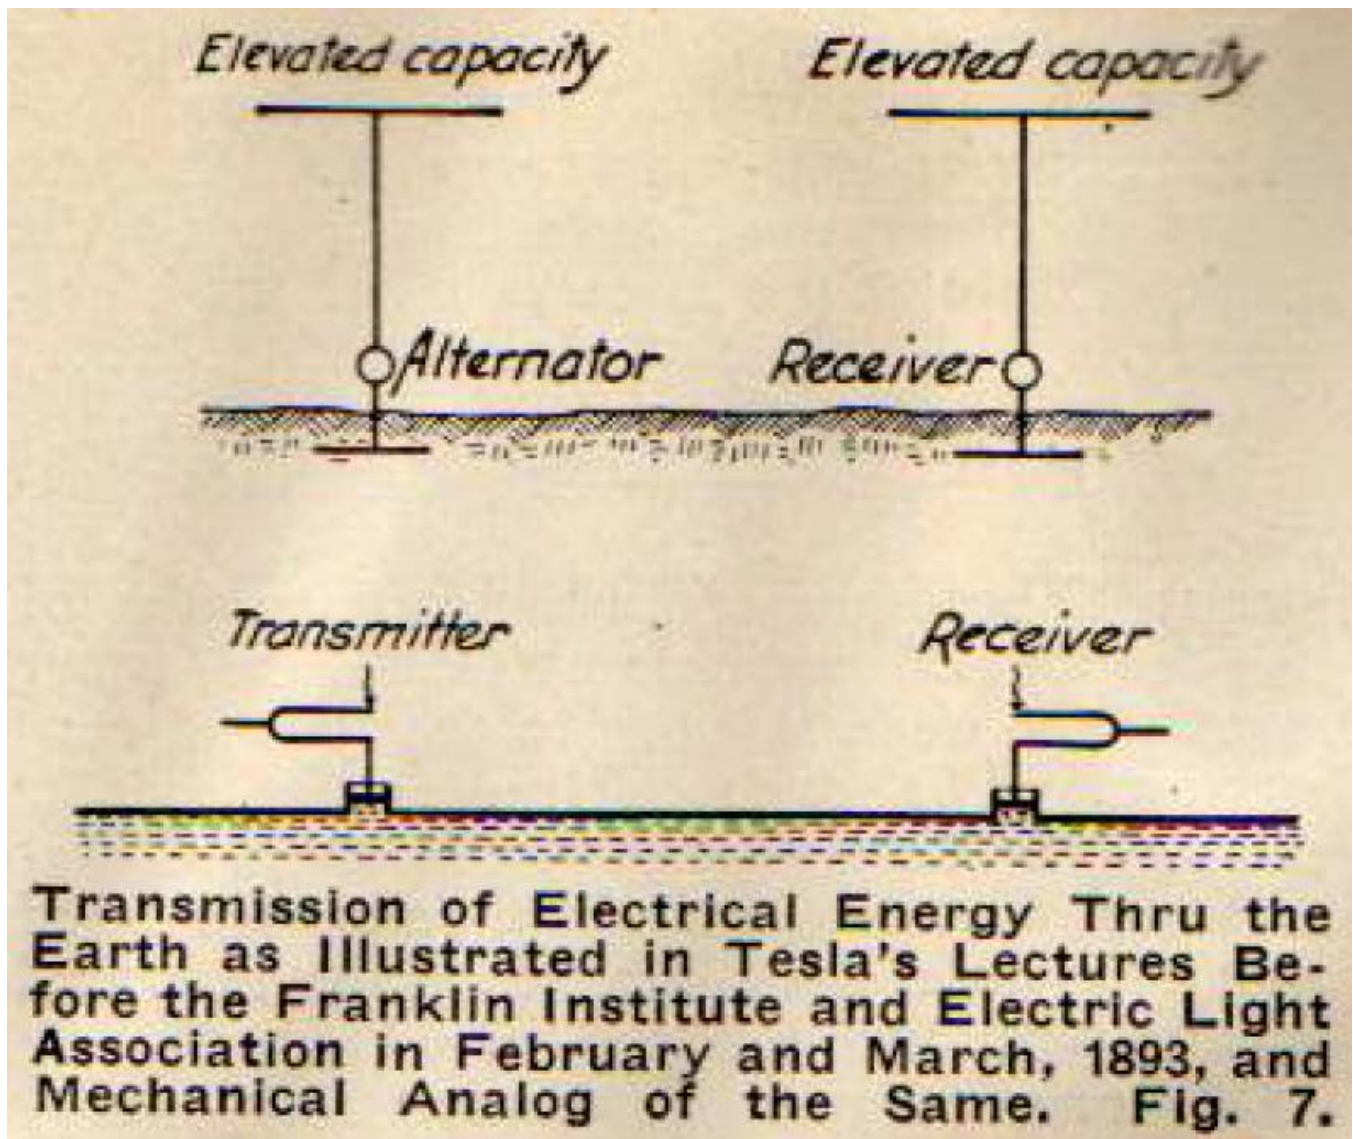 Elevated capacity
Elevated capacity
Alternator
Receiver
Transmitter
Receiver
Transmission of Electrical Energy Thru the
Earth as Illustrated in Tesla's Lectures Be-
fore the Franklin Institute and Electric Light
Association in February and March, 1893, and
Mechanical Analog of the Same. Fig. 7.